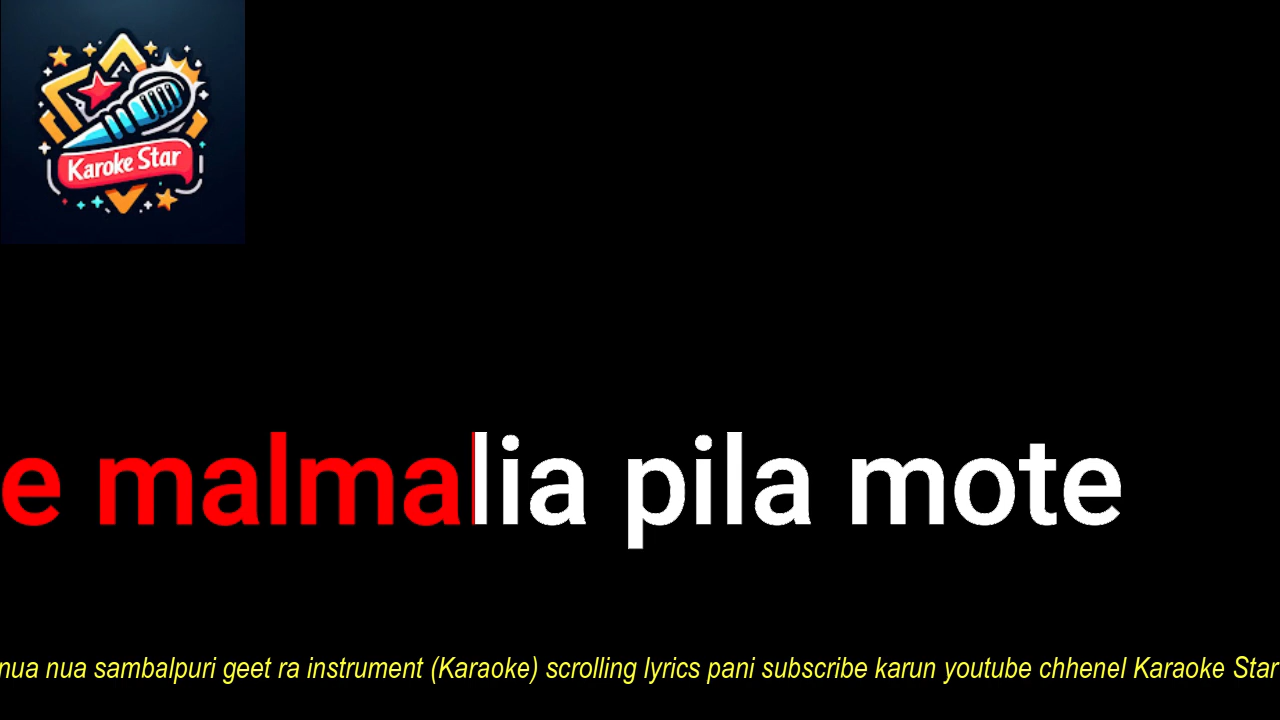 Karoke Star
e malmalia pila mote
nua nua sambalpuri geet ra instrument (Karaoke) scrolling lyrics pani subscribe karun youtube chhenel Karaoke Star